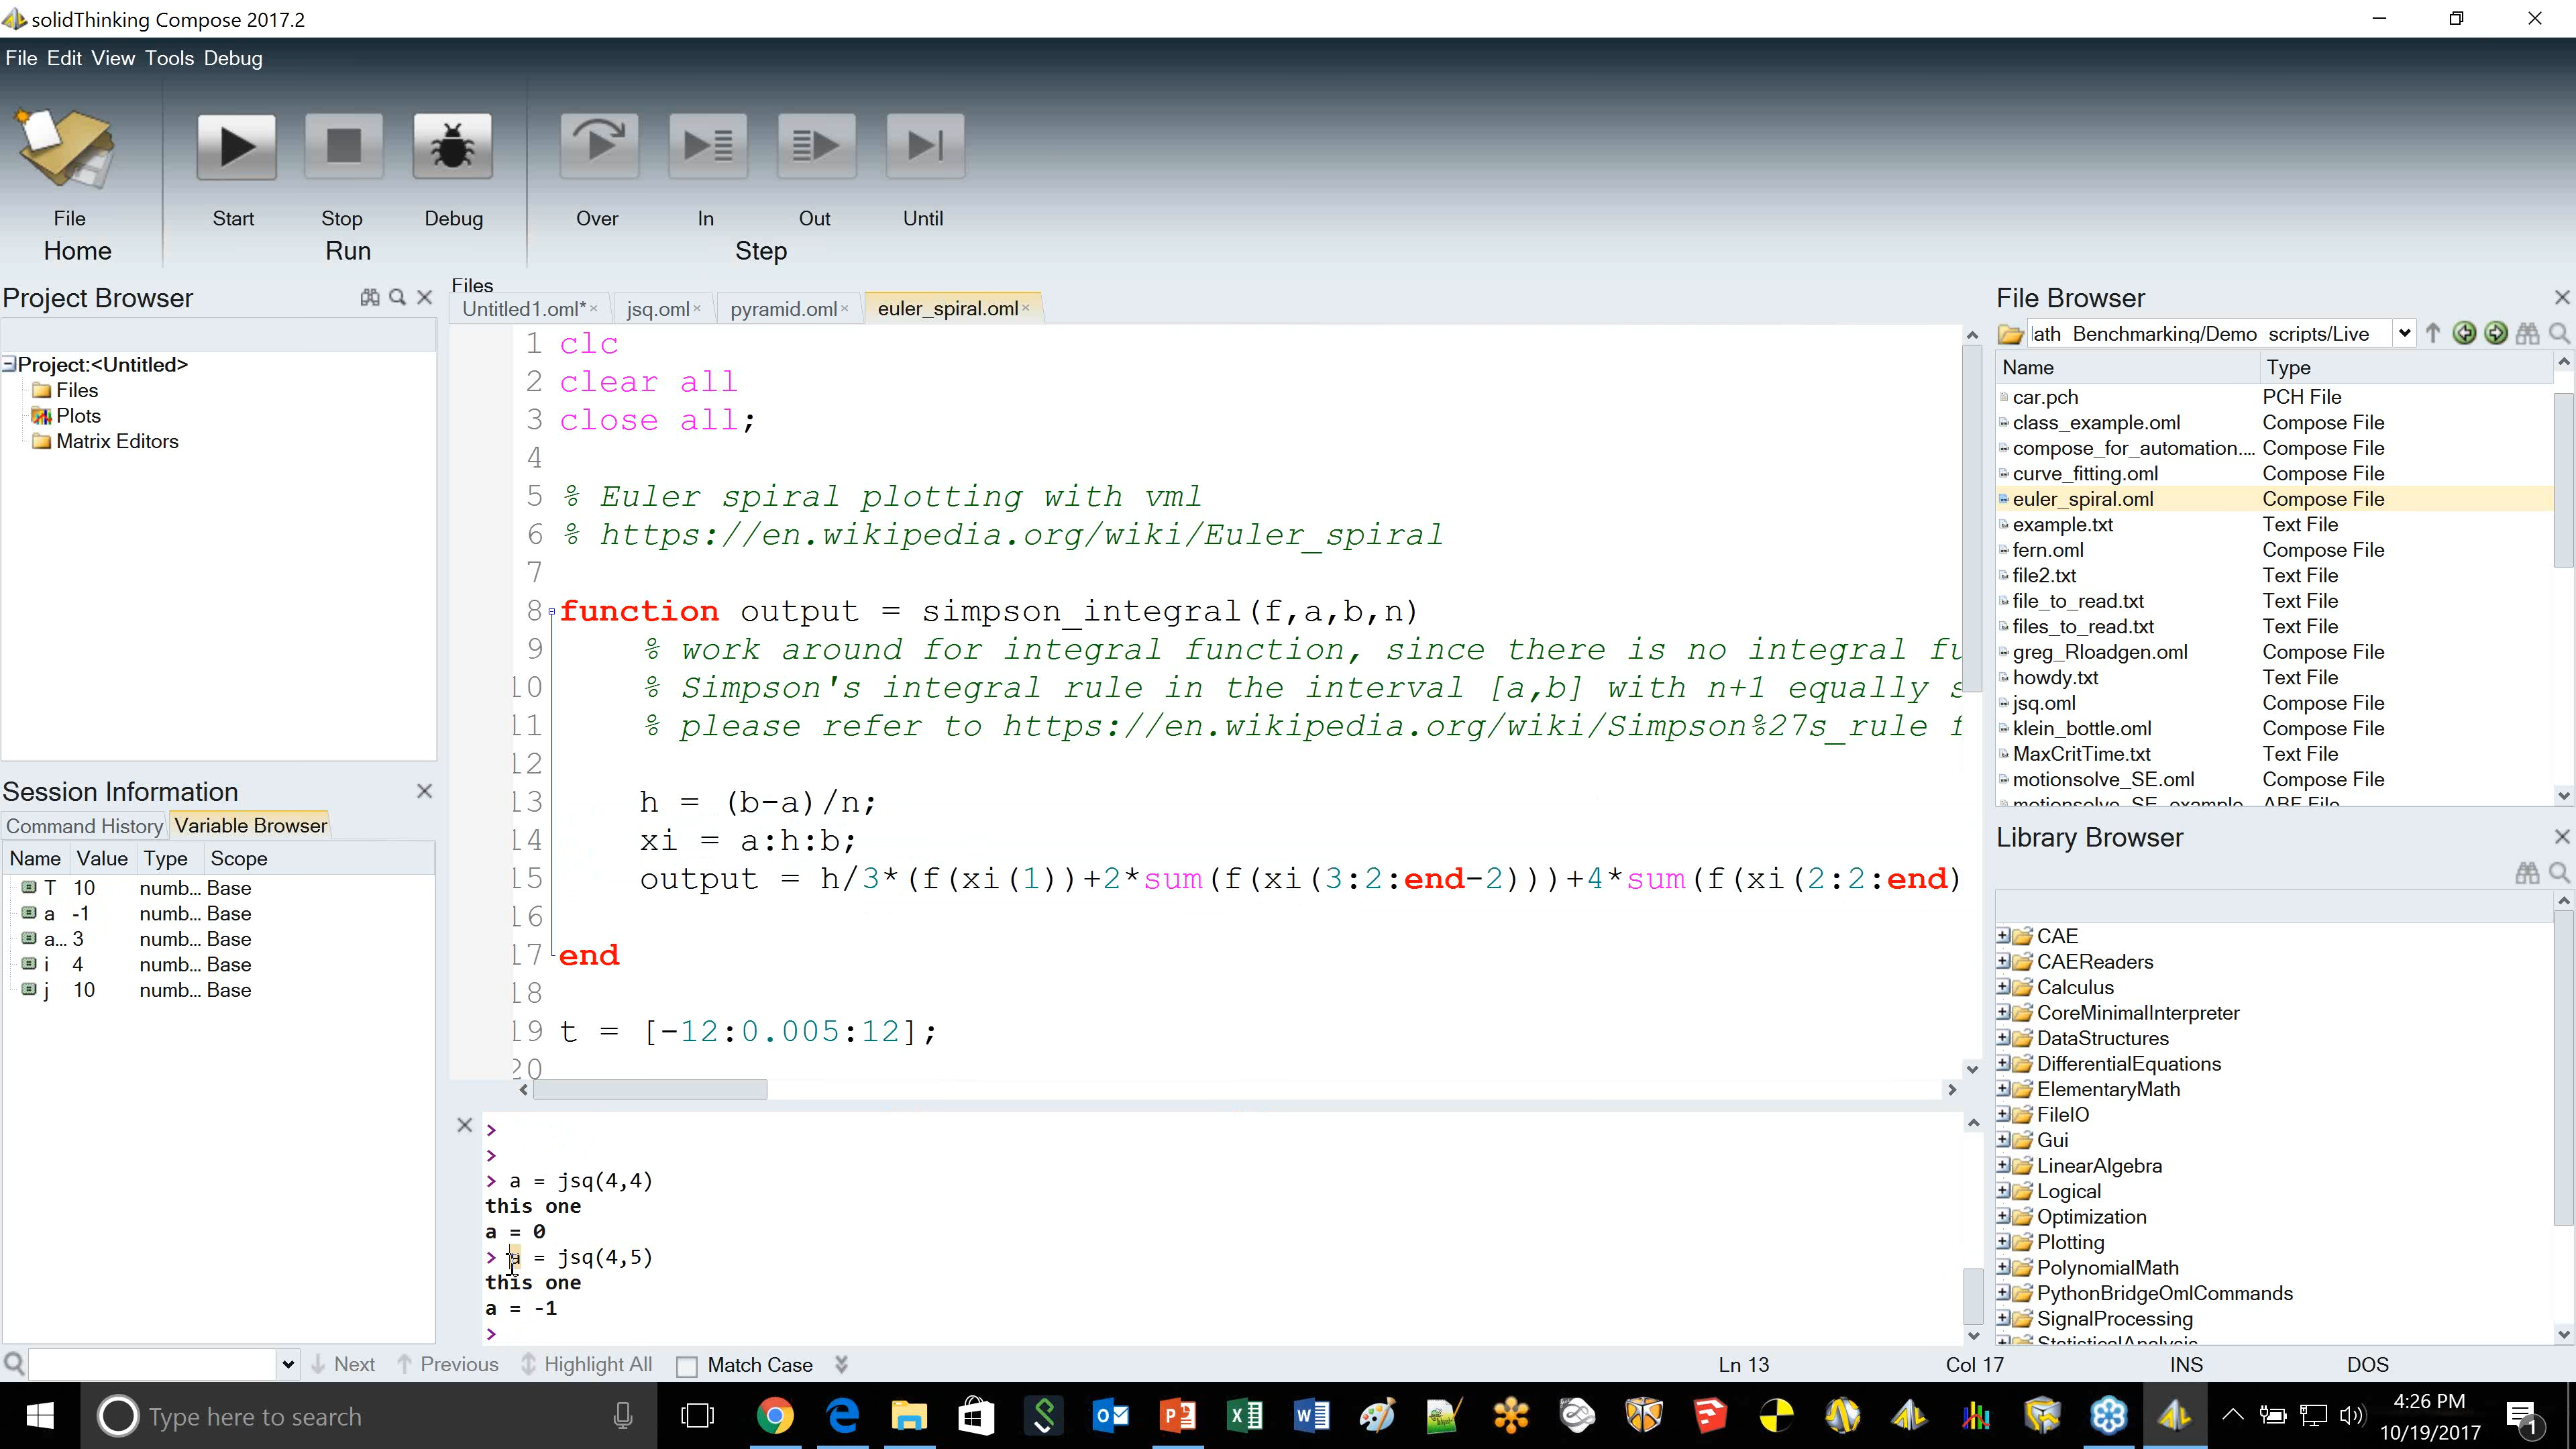 solidThinking Compose 2017.2
File Edit View Tools Debug
File
Start
Stop
Debug
Over
In
Out
Until
Home
Run
Step
Project Browser
Project:<Untitled>
Files
Plots
Matrix Editors
Session Information
Command History
Variable Browser
Name Value Type Scope
T 10 numb... Base
a -1 numb... Base
a... 3 numb... Base
i 4 numb... Base
j 10 numb... Base
Files
Untitled1.oml*
jsq.oml
pyramid.oml
euler_spiral.oml
1 clc
2 clear all
3 close all;
4
5 % Euler spiral plotting with vml
6 % https://en.wikipedia.org/wiki/Euler_spiral
7
8 function output = simpson_integral(f,a,b,n)
9 % work around for integral function, since there is no integral fu
10 % Simpson's integral rule in the interval [a,b] with n+1 equally s
11 % please refer to https://en.wikipedia.org/wiki/Simpson%27s_rule f
12
13 h = (b-a)/n;
14 xi = a:h:b;
15 output = h/3*(f(xi(1))+2*sum(f(xi(3:2:end-2)))+4*sum(f(xi(2:2:end)
16
17 end
18
19 t = [-12:0.005:12];
20
>
>
> a = jsq(4,4)
this one
a = 0
> a = jsq(4,5)
this one
a = -1
>
File Browser
ath_Benchmarking/Demo_scripts/Live
Name Type
car.pch PCH File
class_example.oml Compose File
compose_for_automation.... Compose File
curve_fitting.oml Compose File
euler_spiral.oml Compose File
example.txt Text File
fern.oml Compose File
file2.txt Text File
file_to_read.txt Text File
files_to_read.txt Text File
greg_Rloadgen.oml Compose File
howdy.txt Text File
jsq.oml Compose File
klein_bottle.oml Compose File
MaxCritTime.txt Text File
motionsolve_SE.oml Compose File
motionsolve_SE_example ABF File
Library Browser
CAE
CAEReaders
Calculus
CoreMinimalInterpreter
DataStructures
DifferentialEquations
ElementaryMath
FileIO
Gui
LinearAlgebra
Logical
Optimization
Plotting
PolynomialMath
PythonBridgeOmlCommands
SignalProcessing
StatisticalAnalysis
Next
Previous
Highlight All
Match Case
Ln 13
Col 17
INS
DOS
Type here to search
4:26 PM
10/19/2017
1